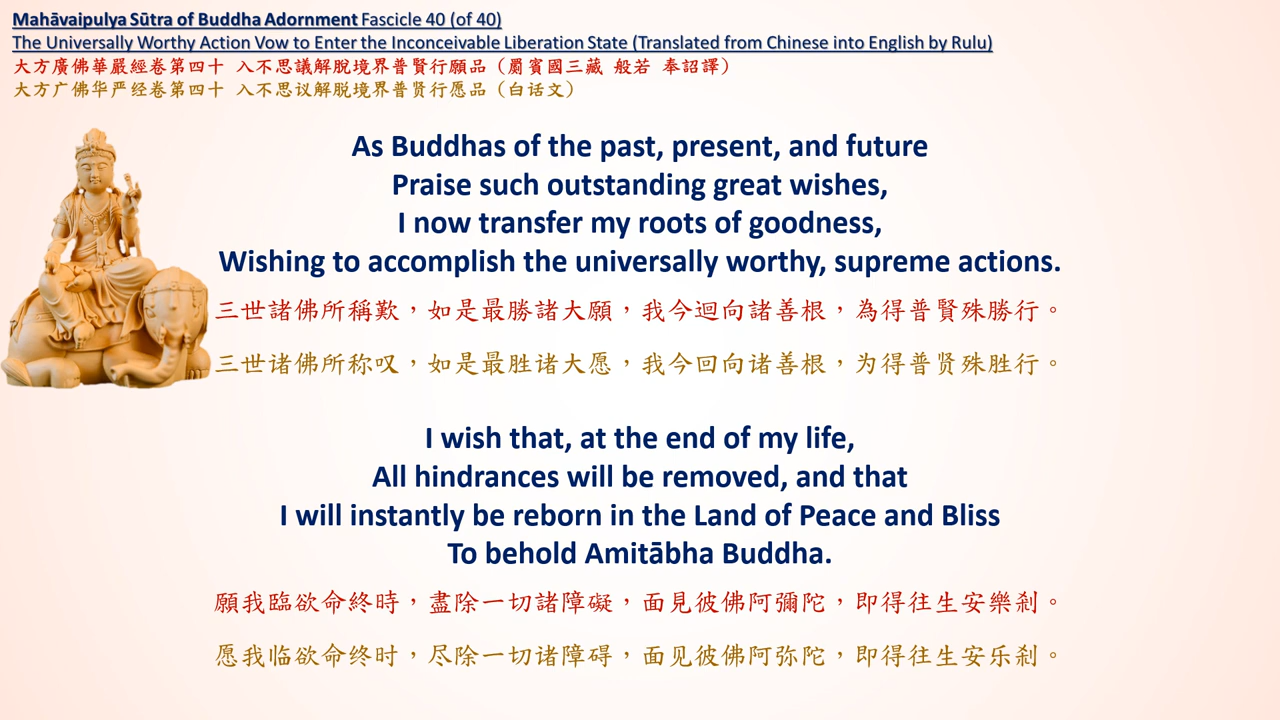 Mahāvaipulya Sūtra of Buddha Adornment Fascicle 40 (of 40)
The Universally Worthy Action Vow to Enter the Inconceivable Liberation State (Translated from Chinese into English by Rulu)
大方廣佛華嚴經卷第四十 入不思議解脫境界普賢行願品（罽賓國三藏 般若 奉詔譯）
大方广佛华严经卷第四十 入不思议解脱境界普贤行愿品（白话文）
As Buddhas of the past, present, and future
Praise such outstanding great wishes,
I now transfer my roots of goodness,
Wishing to accomplish the universally worthy, supreme actions.
三世諸佛所稱歎，如是最勝諸大願，我今迴向諸善根，為得普賢殊勝行。
三世诸佛所称叹，如是最胜诸大愿，我今回向诸善根，为得普贤殊胜行。
I wish that, at the end of my life,
All hindrances will be removed, and that
I will instantly be reborn in the Land of Peace and Bliss
To behold Amitābha Buddha.
願我臨欲命終時，盡除一切諸障礙，面見彼佛阿彌陀，即得往生安樂剎。
愿我临欲命终时，尽除一切诸障碍，面见彼佛阿弥陀，即得往生安乐刹。